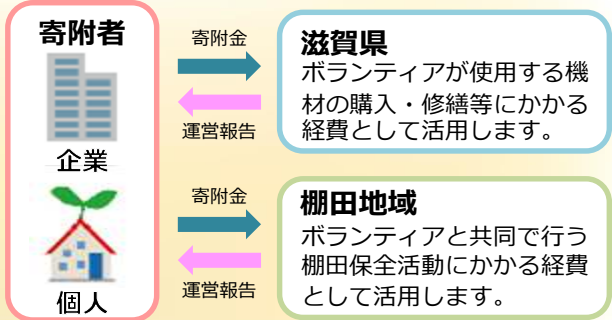 寄附者
企業
個人
寄附金
運営報告
滋賀県
ボランティアが使用する機
材の購入・修繕等にかかる
経費として活用します。
寄附金
運営報告
棚田地域
ボランティアと共同で行う
棚田保全活動にかかる経費
として活用します。